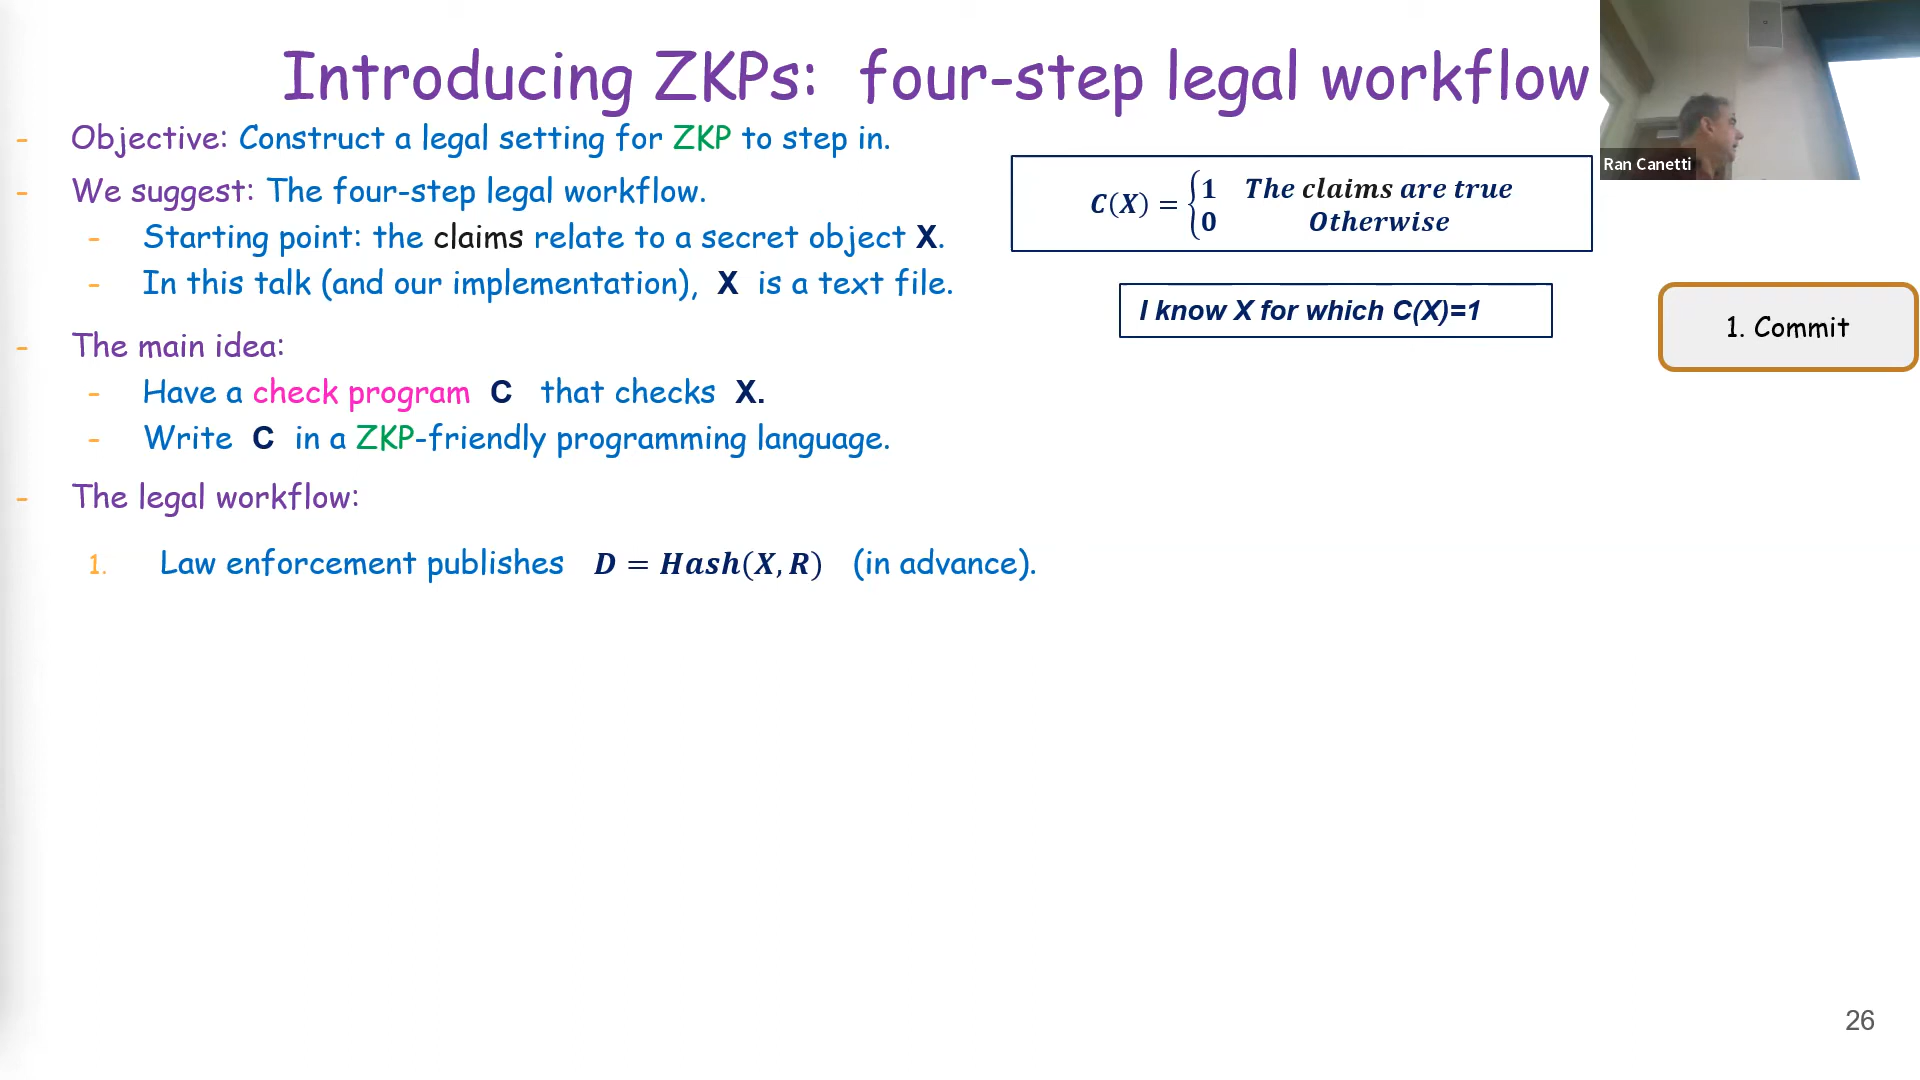 Introducing ZKPs: four-step legal workflow
Ran Canetti
- Objective: Construct a legal setting for ZKP to step in.
- We suggest: The four-step legal workflow.
- Starting point: the claims relate to a secret object X.
- In this talk (and our implementation), X is a text file.
C(X) = {1 The claims are true
0 Otherwise
I know X for which C(X)=1
1. Commit
- The main idea:
- Have a check program C that checks X.
- Write C in a ZKP-friendly programming language.
- The legal workflow:
1. Law enforcement publishes D = Hash(X, R) (in advance).
26